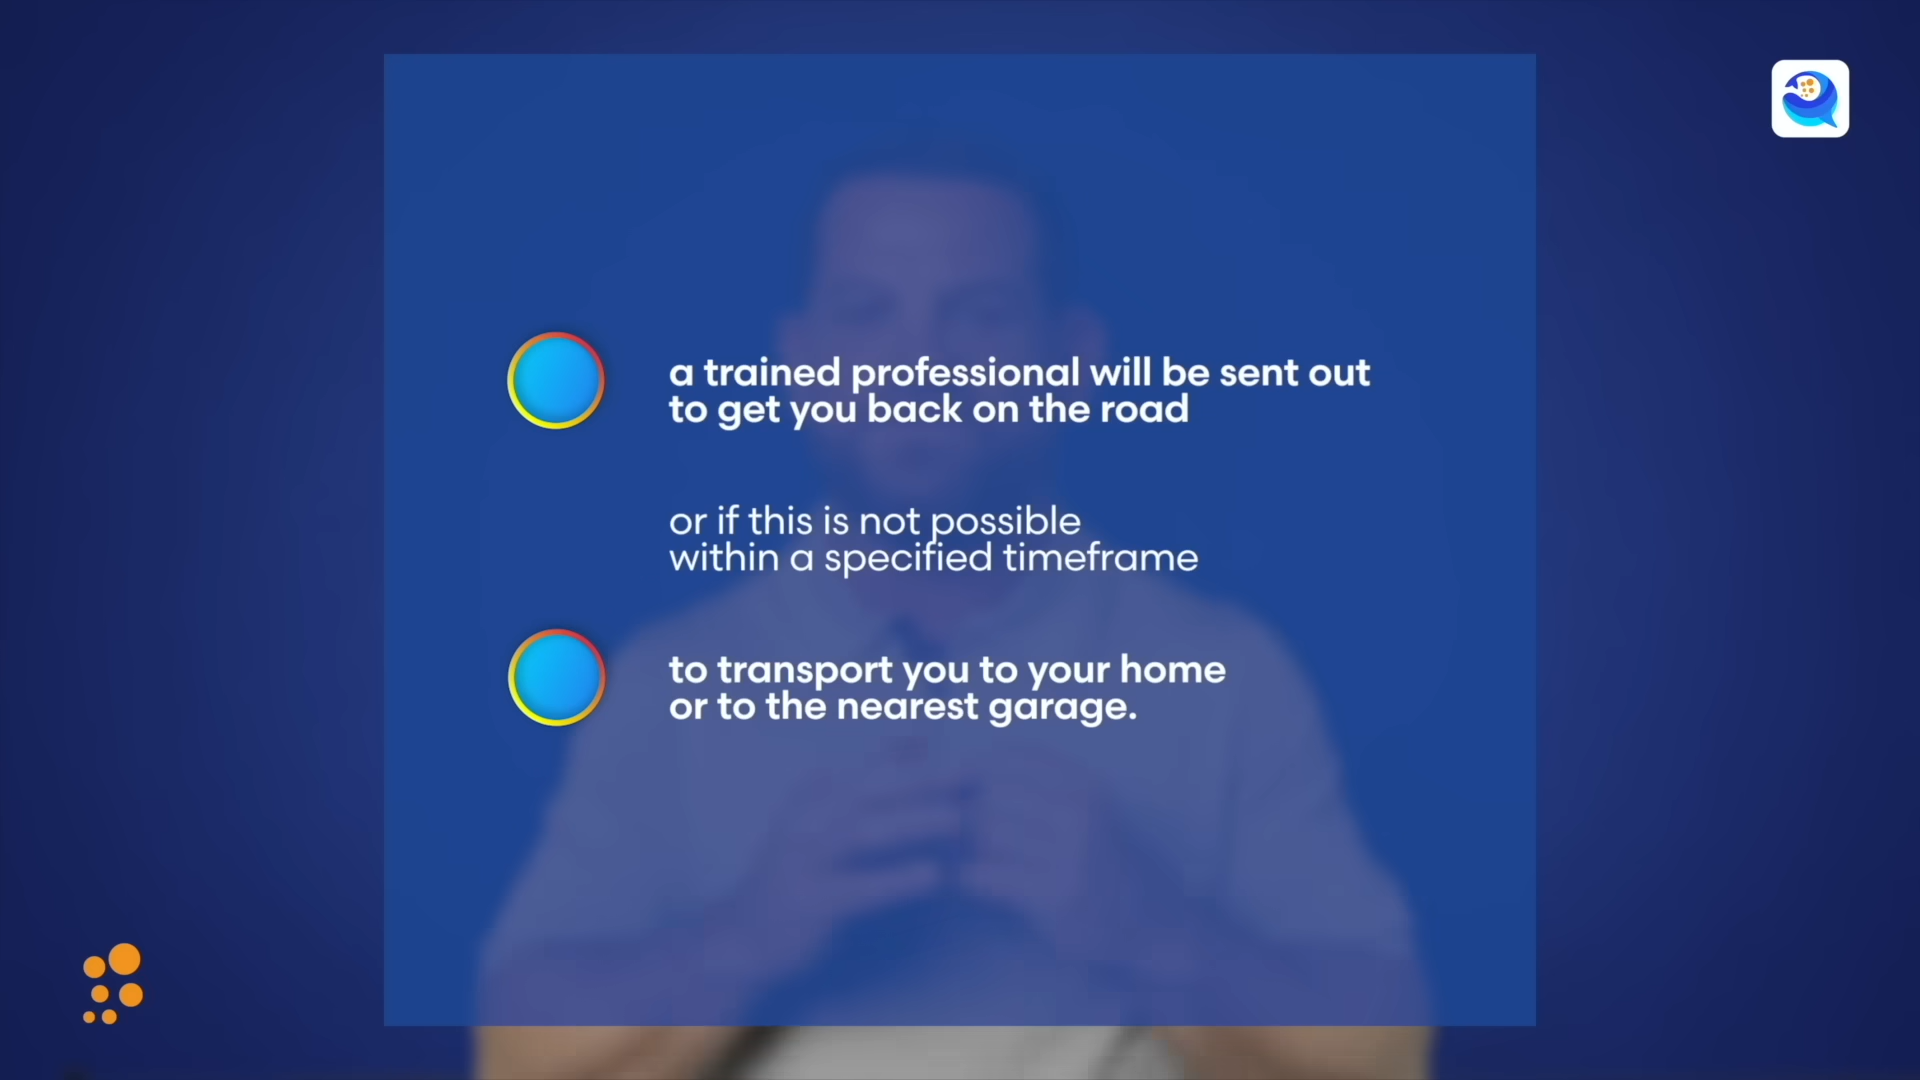 a trained professional will be sent out
to get you back on the road
or if this is not possible
within a specified timeframe
to transport you to your home
or to the nearest garage.